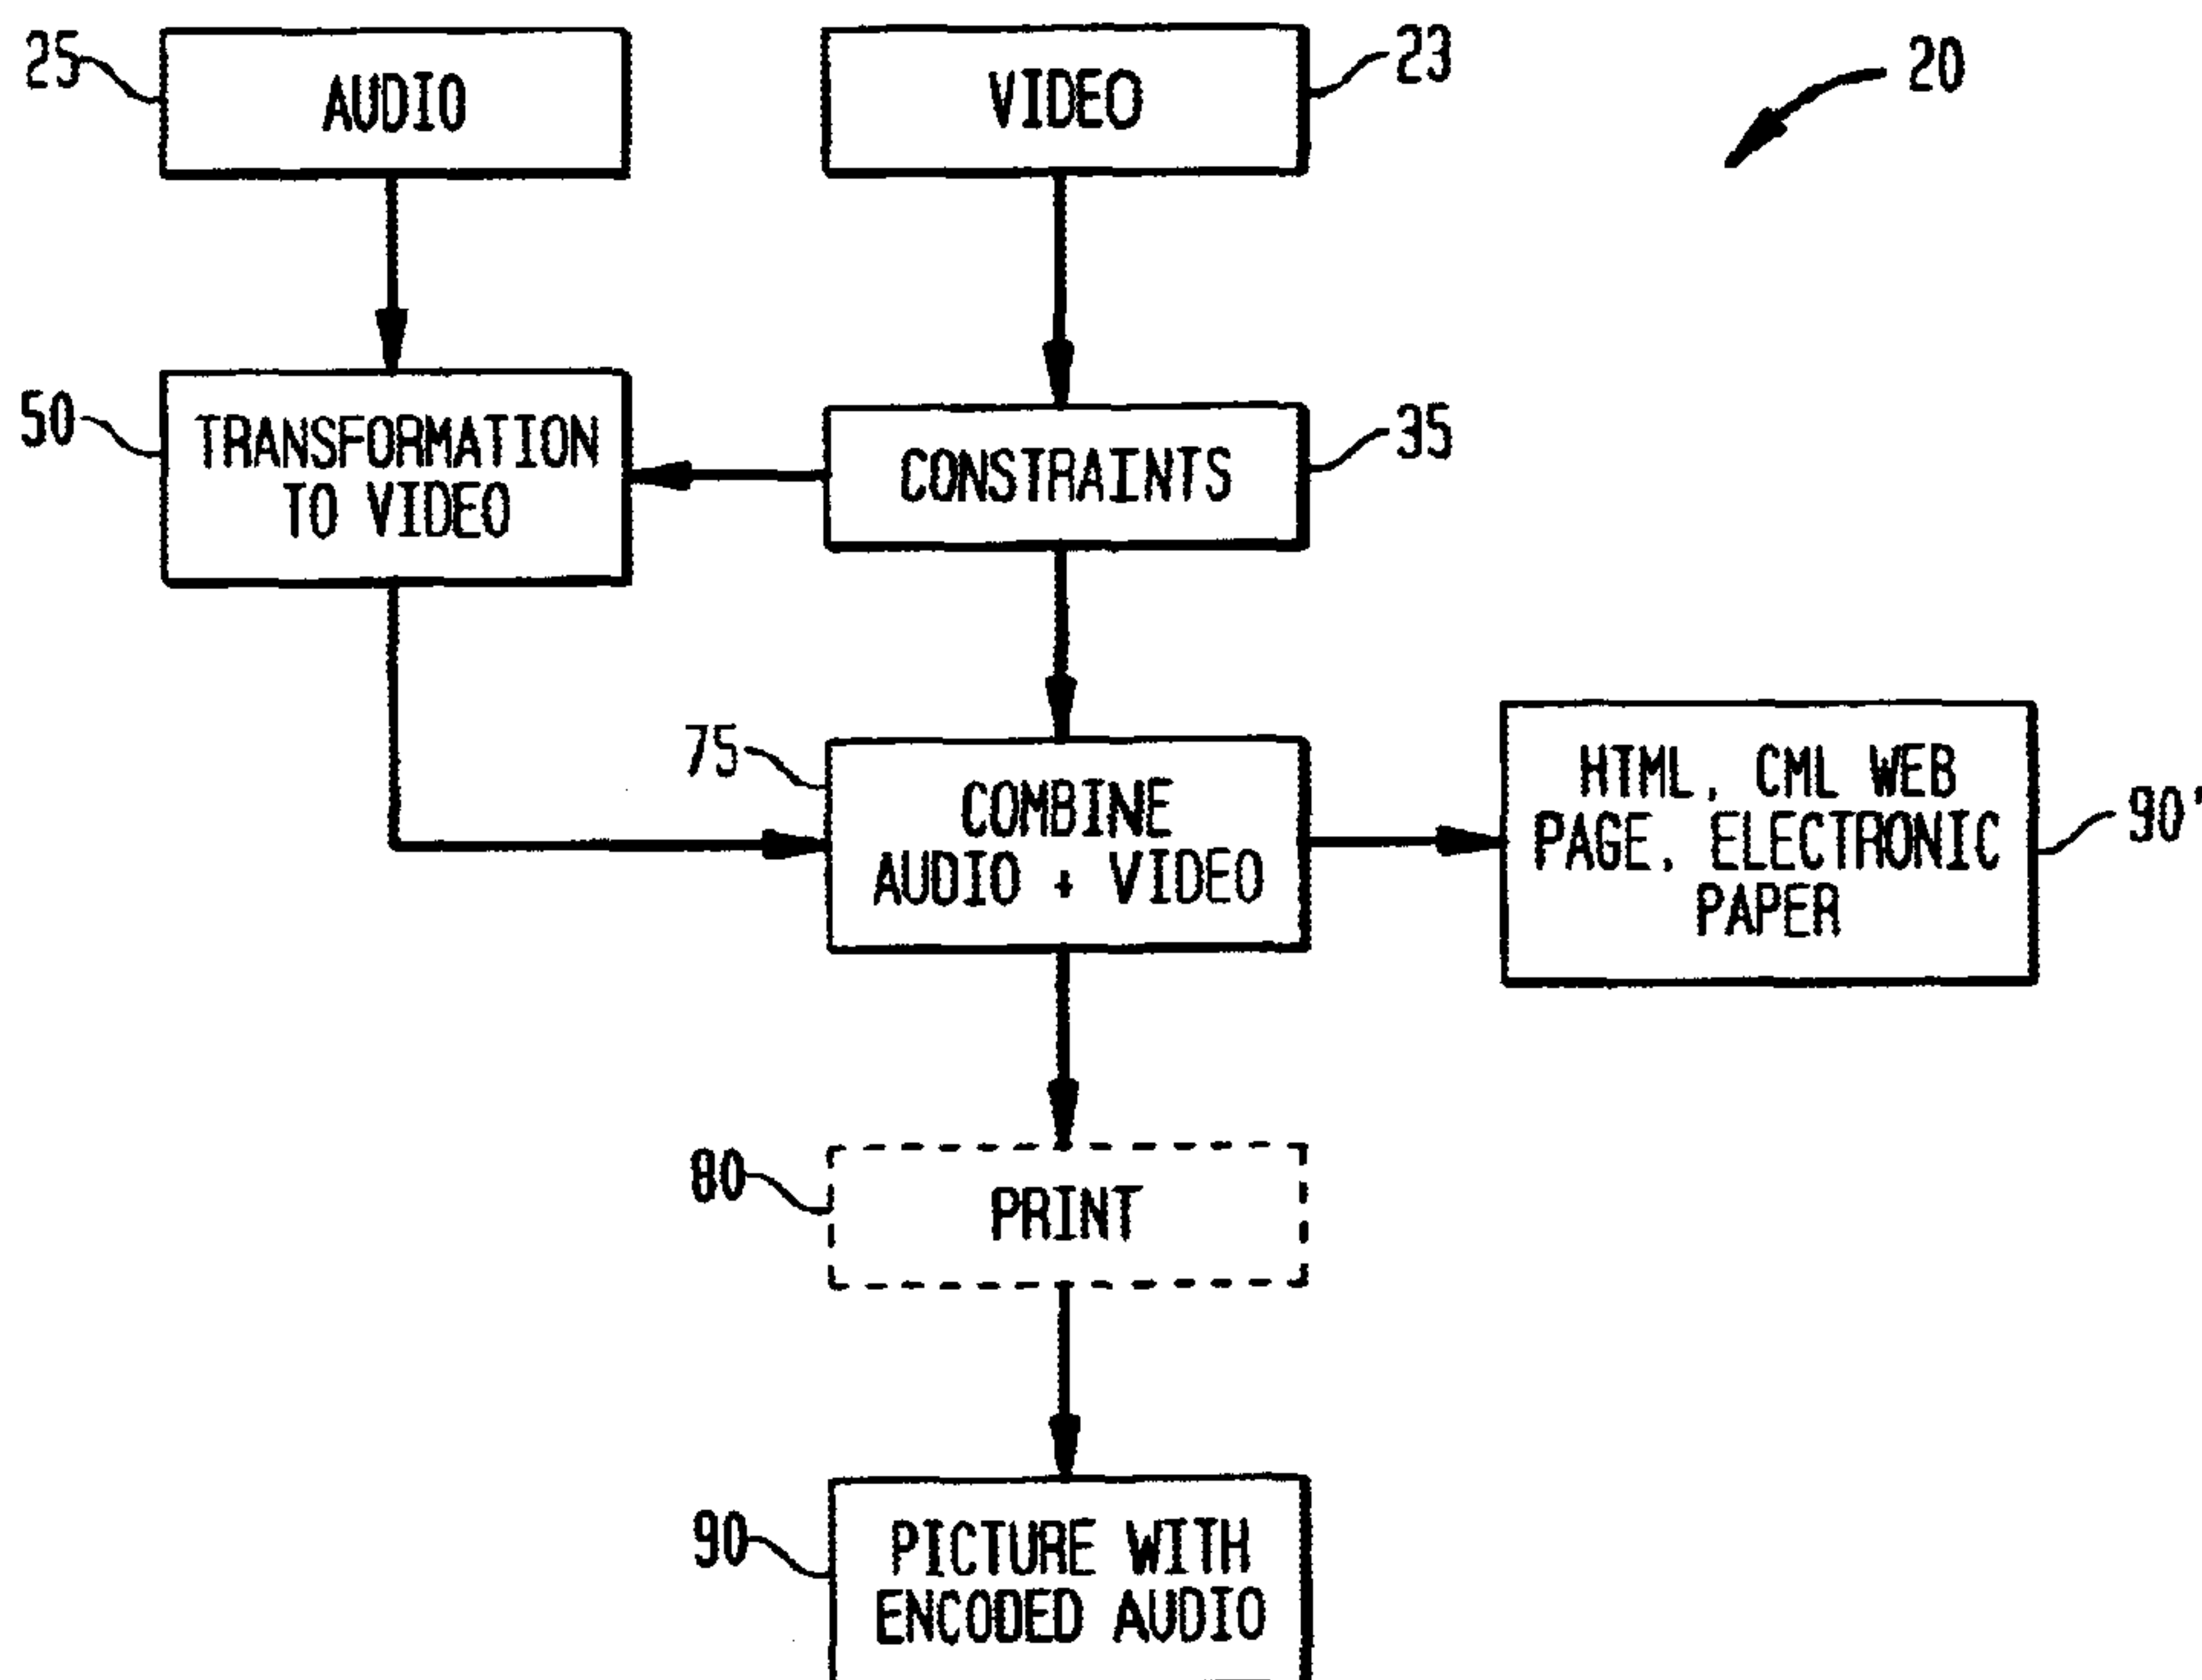 25
AUDIO
VIDEO
23
20
50
TRANSFORMATION
TO VIDEO
CONSTRAINTS
35
75
COMBINE
AUDIO + VIDEO
HTML, CML WEB
PAGE, ELECTRONIC
PAPER
90'
80
PRINT
90
PICTURE WITH
ENCODED AUDIO